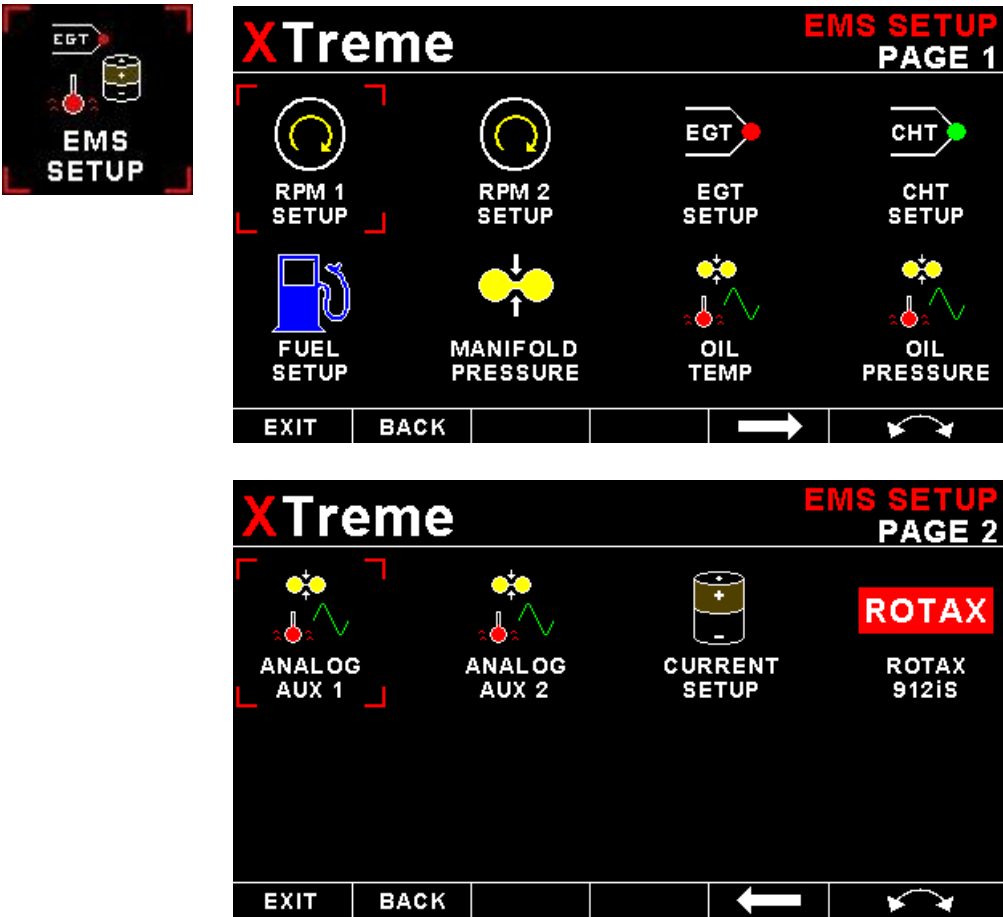 EGT
EMS
SETUP
XTreme
EMS SETUP
PAGE 1
EGT
CHT
RPM 1
SETUP
RPM 2
SETUP
EGT
SETUP
CHT
SETUP
FUEL
SETUP
MANIFOLD
PRESSURE
OIL
TEMP
OIL
PRESSURE
EXIT
BACK
XTreme
EMS SETUP
PAGE 2
ROTAX
ANALOG
AUX 1
ANALOG
AUX 2
CURRENT
SETUP
ROTAX
912iS
EXIT
BACK